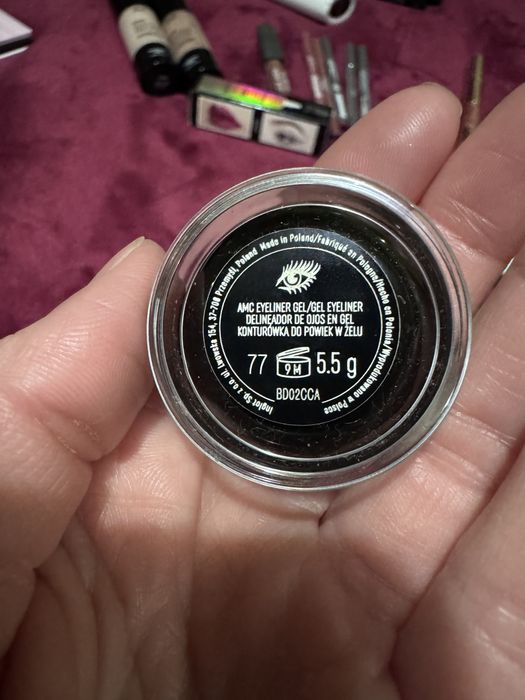 Inglot Sp. z o.o. ul. Lwowska 154, 37-700 Przemyśl, Poland Made in Poland/Fabriqué en Pologne/Hecho en Polonia/Wyprodukowano w Polsce
AMC EYELINER GEL/GEL EYELINER
DELINEADOR DE OJOS EN GEL
KONTURÓWKA DO POWIEK W ŻELU
77 9M 5.5 g
BD02CCA